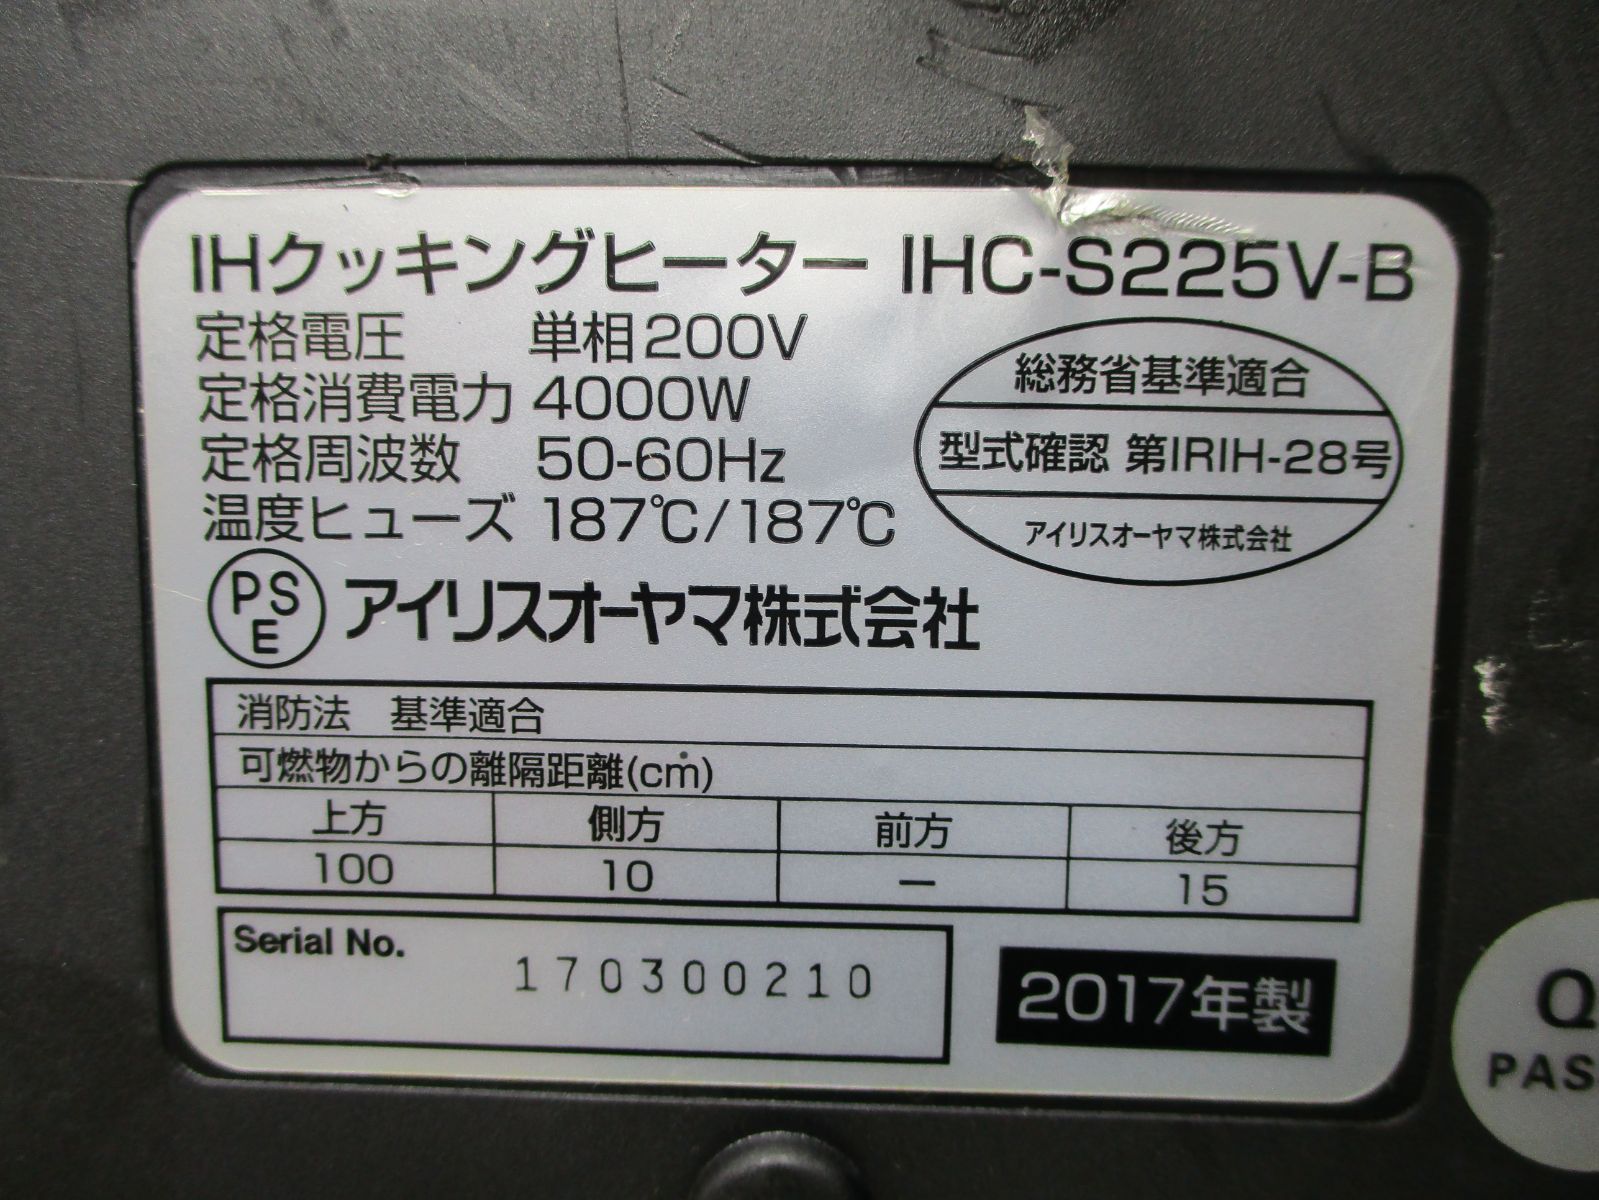 IHクッキングヒーター IHC-S225V-B
定格電圧 単相200V
定格消費電力 4000W
定格周波数 50-60Hz
温度ヒューズ 187℃/187℃
総務省基準適合
型式確認 第IRIH-28号
アイリスオーヤマ株式会社
PS
E
アイリスオーヤマ株式会社
消防法 基準適合
可燃物からの離隔距離(cm)
上方 側方 前方 後方
100 10 ー 15
Serial No.
170300210
2017年製
Q
PAS